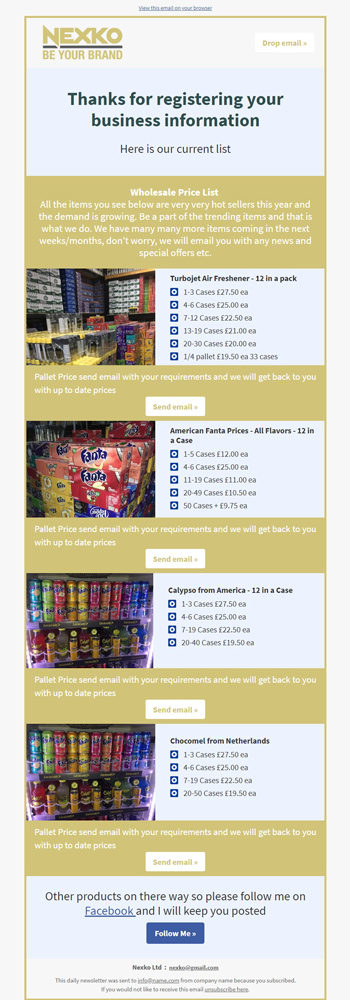 View this email on your browser
NEXKO
BE YOUR BRAND
Drop email »
Thanks for registering your
business information
Here is our current list
Wholesale Price List
All the items you see below are very very hot sellers this year and
the demand is growing. Be a part of the trending items and that is
what we do. We have many many more items coming in the next
weeks/months, don't worry, we will email you with any news and
special offers etc.
Turbojet Air Freshener - 12 in a pack
1-3 Cases £27.50 ea
4-6 Cases £25.00 ea
7-12 Cases £22.50 ea
13-19 Cases £21.00 ea
20-30 Cases £20.00 ea
1/4 pallet £19.50 ea 33 cases
Pallet Price send email with your requirements and we will get back to you
with up to date prices
Send email »
American Fanta Prices - All Flavors - 12 in
a Case
1-5 Cases £12.00 ea
4-6 Cases £25.00 ea
11-19 Cases £11.00 ea
20-49 Cases £10.50 ea
50 Cases + £9.75 ea
Fanta
Fanta
Pallet Price send email with your requirements and we will get back to you
with up to date prices
Send email »
Calypso from America - 12 in a Case
1-3 Cases £27.50 ea
4-6 Cases £25.00 ea
7-19 Cases £22.50 ea
20-40 Cases £19.50 ea
Pallet Price send email with your requirements and we will get back to you
with up to date prices
Send email »
Chocomel from Netherlands
1-3 Cases £27.50 ea
4-6 Cases £25.00 ea
7-19 Cases £22.50 ea
20-50 Cases £19.50 ea
Pallet Price send email with your requirements and we will get back to you
with up to date prices
Send email »
Other products on there way so please follow me on
Facebook and I will keep you posted
Follow Me »
Nexko Ltd : nexko@gmail.com
This daily newsletter was sent to info@name.com from company name because you subscribed.
If you would not like to receive this email unsubscribe here.